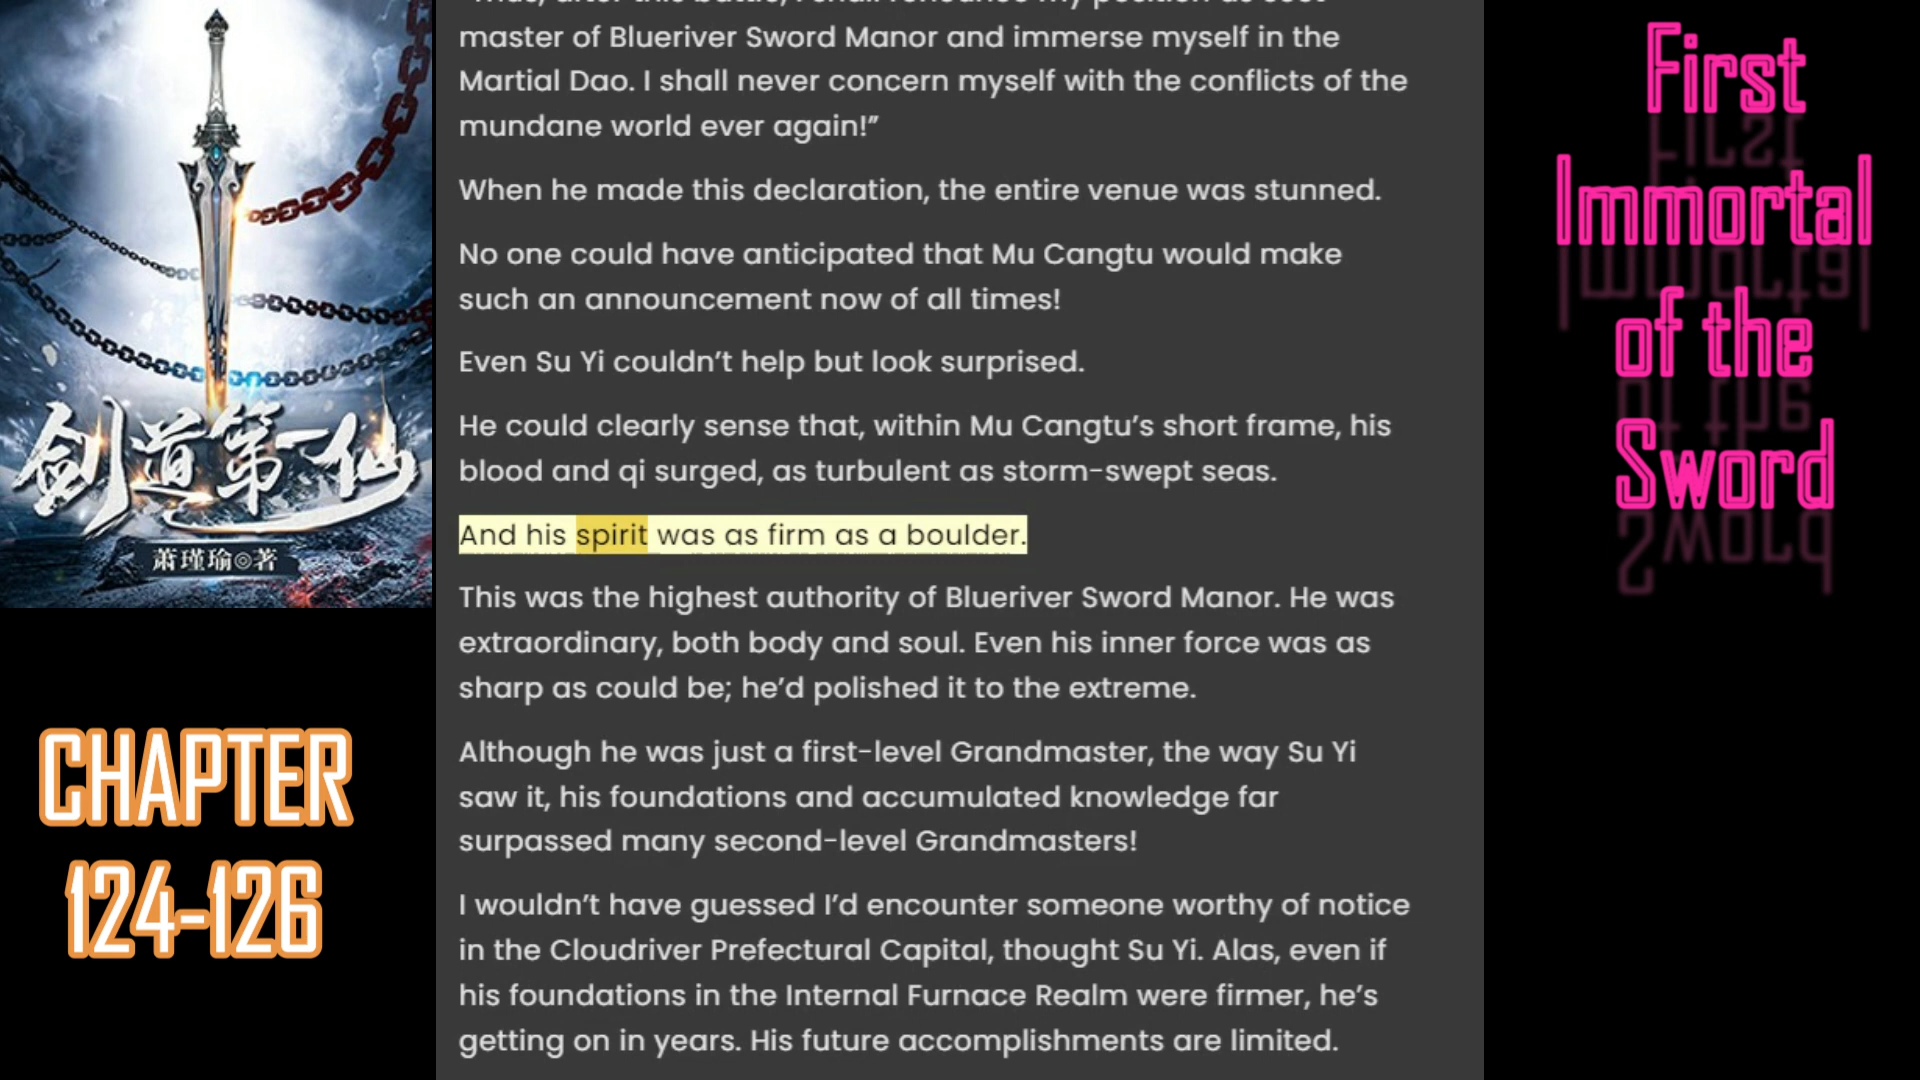 剑道第一仙
萧瑾瑜◎著
CHAPTER
124-126
master of Blueriver Sword Manor and immerse myself in the
Martial Dao. I shall never concern myself with the conflicts of the
mundane world ever again!”
When he made this declaration, the entire venue was stunned.
No one could have anticipated that Mu Cangtu would make
such an announcement now of all times!
Even Su Yi couldn’t help but look surprised.
He could clearly sense that, within Mu Cangtu’s short frame, his
blood and qi surged, as turbulent as storm-swept seas.
And his spirit was as firm as a boulder.
This was the highest authority of Blueriver Sword Manor. He was
extraordinary, both body and soul. Even his inner force was as
sharp as could be; he’d polished it to the extreme.
Although he was just a first-level Grandmaster, the way Su Yi
saw it, his foundations and accumulated knowledge far
surpassed many second-level Grandmasters!
I wouldn’t have guessed I’d encounter someone worthy of notice
in the Cloudriver Prefectural Capital, thought Su Yi. Alas, even if
his foundations in the Internal Furnace Realm were firmer, he’s
getting on in years. His future accomplishments are limited.
First
Immortal
of the
Sword